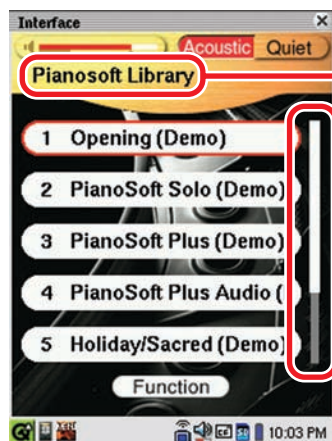 Interface
Acoustic Quiet
Pianosoft Library
1 Opening (Demo)
2 PianoSoft Solo (Demo)
3 PianoSoft Plus (Demo)
4 PianoSoft Plus Audio (
5 Holiday/Sacred (Demo)
Function
10:03 PM